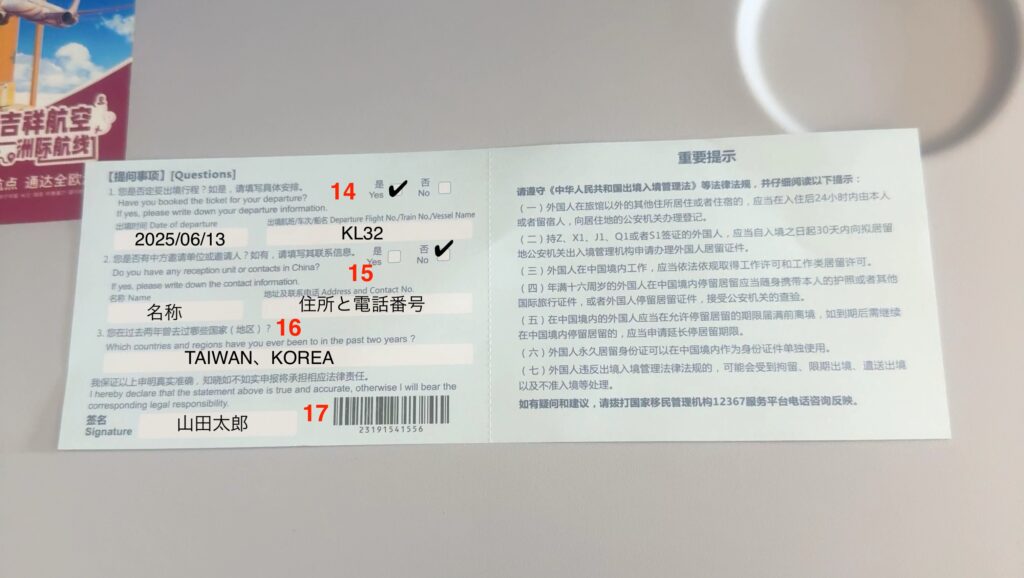 吉祥航空
洲际航线
航点 通达全欧
【提问事项】[Questions]
1. 您是否定妥出境行程？如是，请填写具体安排。
Have you booked the ticket for your departure?
If yes, please write down your departure information.
14
是
Yes
✔
否
No
出境时间 Date of departure
出境航班/车次/船名 Departure Flight No./Train No./Vessel Name
2025/06/13
KL32
2. 您是否有中方邀请单位或邀请人？如有，请填写其联系信息。
Do you have any reception unit or contacts in China?
If yes, please write down the contact information.
15
是
Yes
否
No
✔
名称 Name
地址及联系电话 Address and Contact No.
名称
住所と電話番号
3. 您在过去两年曾去过哪些国家（地区）？
16
Which countries and regions have you ever been to in the past two years ?
TAIWAN、KOREA
我保证以上申明真实准确，知晓如不如实申报将承担相应法律责任。
I hereby declare that the statement above is true and accurate, otherwise I will bear the
corresponding legal responsibility.
签名
Signature
山田太郎
17
23191541556
重要提示
请遵守《中华人民共和国出境入境管理法》等法律法规，并仔细阅读以下提示：
（一）外国人在旅馆以外的其他住所居住或者住宿的，应当在入住后24小时内由本人
或者留宿人，向居住地的公安机关办理登记。
（二）持Z、X1、J1、Q1或者S1签证的外国人，应当自入境之日起30天内向拟居留
地公安机关出入境管理机构申请办理外国人居留证件。
（三）外国人在中国境内工作，应当依法依规取得工作许可和工作类居留许可。
（四）年满十六周岁的外国人在中国境内停留居留应当随身携带本人的护照或者其他
国际旅行证件，或者外国人停留居留证件，接受公安机关的查验。
（五）在中国境内的外国人应当在允许停留居留的期限届满前离境，如到期后需继续
在中国境内停留居留的，应当申请延长停留居留期限。
（六）外国人永久居留身份证可以在中国境内作为身份证件单独使用。
（七）外国人违反出境入境管理法律法规的，可能会受到拘留、限期出境、遣送出境
以及不准入境等处理。
如有疑问和建议，请拨打国家移民管理机构12367服务平台电话咨询反映。